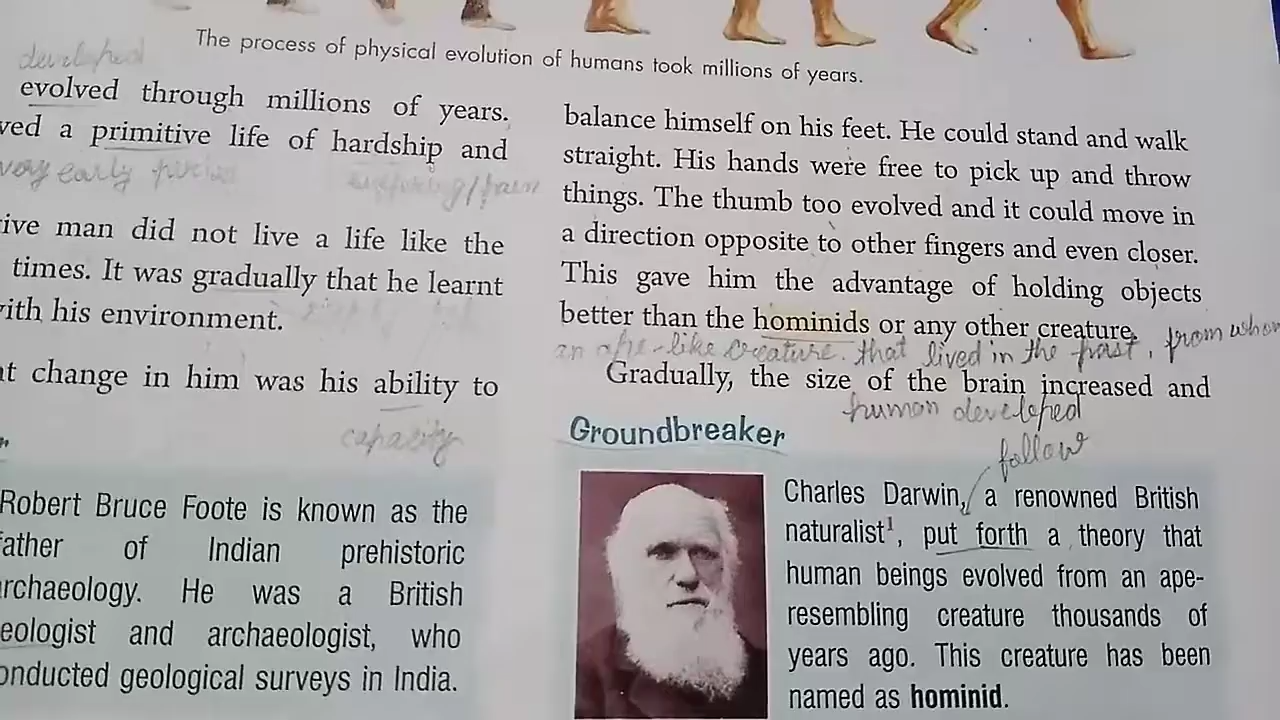 The process of physical evolution of humans took millions of years.
developed
evolved through millions of years.
ved a primitive life of hardship and
very early
suffering/pain
ive man did not live a life like the
times. It was gradually that he learnt
with his environment.
at change in him was his ability to
capacity
Robert Bruce Foote is known as the
father of Indian prehistoric
archaeology. He was a British
geologist and archaeologist, who
conducted geological surveys in India.
balance himself on his feet. He could stand and walk
straight. His hands were free to pick up and throw
things. The thumb too evolved and it could move in
a direction opposite to other fingers and even closer.
This gave him the advantage of holding objects
better than the hominids or any other creature.
an ape-like creature. that lived in the past, from whom
Gradually, the size of the brain increased and
human developed
Groundbreaker
follow
Charles Darwin, a renowned British
naturalist¹, put forth a theory that
human beings evolved from an ape-
resembling creature thousands of
years ago. This creature has been
named as hominid.